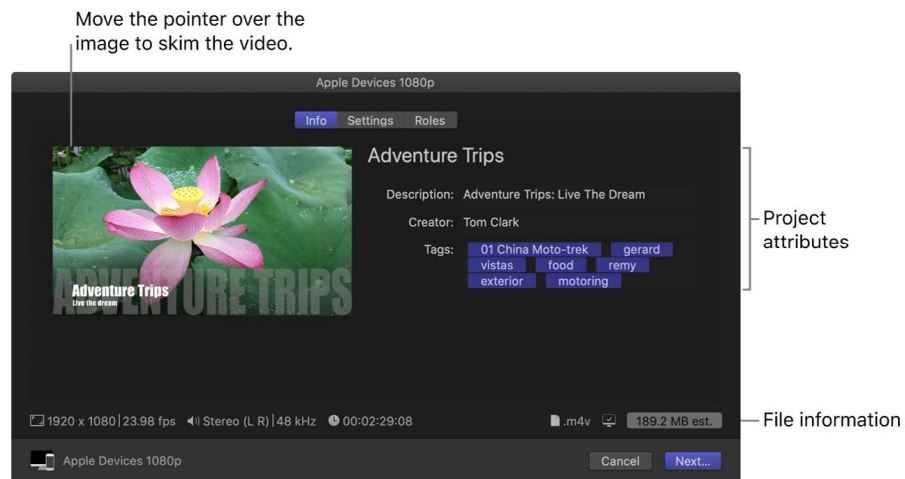 Move the pointer over the
image to skim the video.
Apple Devices 1080p
Info Settings Roles
Adventure Trips
Description: Adventure Trips: Live The Dream
Creator: Tom Clark
Tags: 01 China Moto-trek gerard
vistas food remy
exterior motoring
ADVENTURE TRIPS
Adventure Trips
Live the dream
Project
attributes
1920 x 1080 | 23.98 fps Stereo (L R) | 48 kHz 00:02:29:08 .m4v 189.2 MB est.
File information
Apple Devices 1080p Cancel Next...